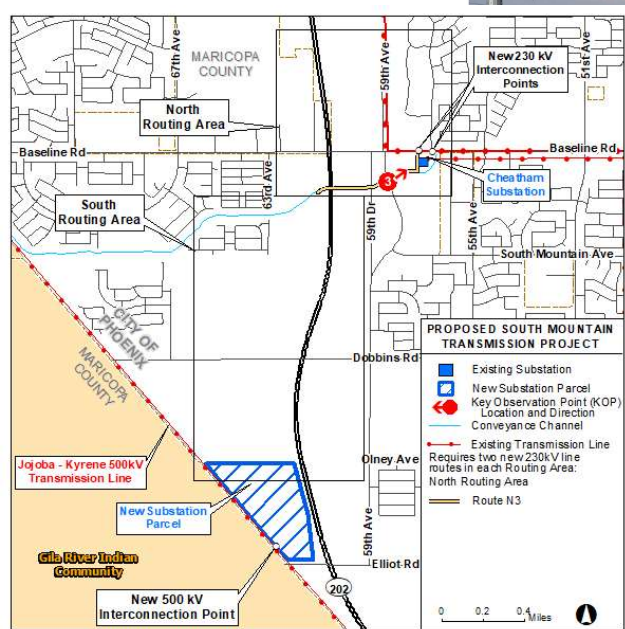 67th Ave
MARICOPA
COUNTY
59th Ave
New 230 kV
Interconnection
Points
51st Ave
North
Routing Area
Baseline Rd
Baseline Rd
3
Cheatham
Substation
63rd Ave
South
Routing Area
59th Dr
55th Ave
South Mountain Ave
CITY OF
PHOENIX
MARICOPA
COUNTY
Dobbins Rd
PROPOSED SOUTH MOUNTAIN
TRANSMISSION PROJECT
Existing Substation
New Substation Parcel
Key Observation Point (KOP)
Location and Direction
Conveyance Channel
Existing Transmission Line
Requires two new 230kV line
routes in each Routing Area:
North Routing Area
Route N3
Jojoba - Kyrene 500kV
Transmission Line
Olney Ave
New Substation
Parcel
59th Ave
Gila River Indian
Community
Elliot Rd
New 500 kV
Interconnection Point
202
0 0.2 0.4
Miles